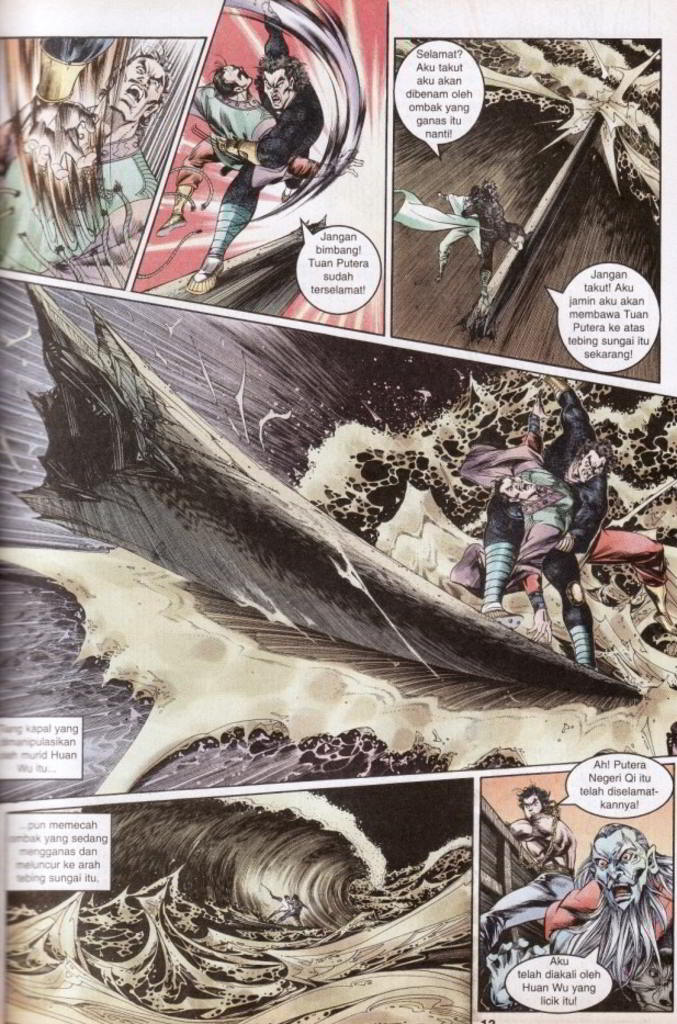 Jangan
bimbang!
Tuan Putera
sudah
terselamat!
Selamat?
Aku takut
aku akan
dibenam oleh
ombak yang
ganas itu
nanti!
Jangan
takut! Aku
jamin aku akan
membawa Tuan
Putera ke atas
tebing sungai itu
sekarang!
kapal yang
dimanipulasikan
oleh murid Huan
Wu itu...
...pun memecah
ombak yang sedang
mengganas dan
meluncur ke arah
tebing sungai itu.
Ah! Putera
Negeri Qi itu
telah diselamat-
kannya!
Aku
telah diakali oleh
Huan Wu yang
licik itu!